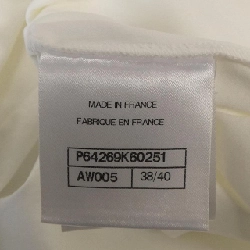 MADE IN FRANCE
FABRIQUE EN FRANCE
P64269K60251
AW005 38/40